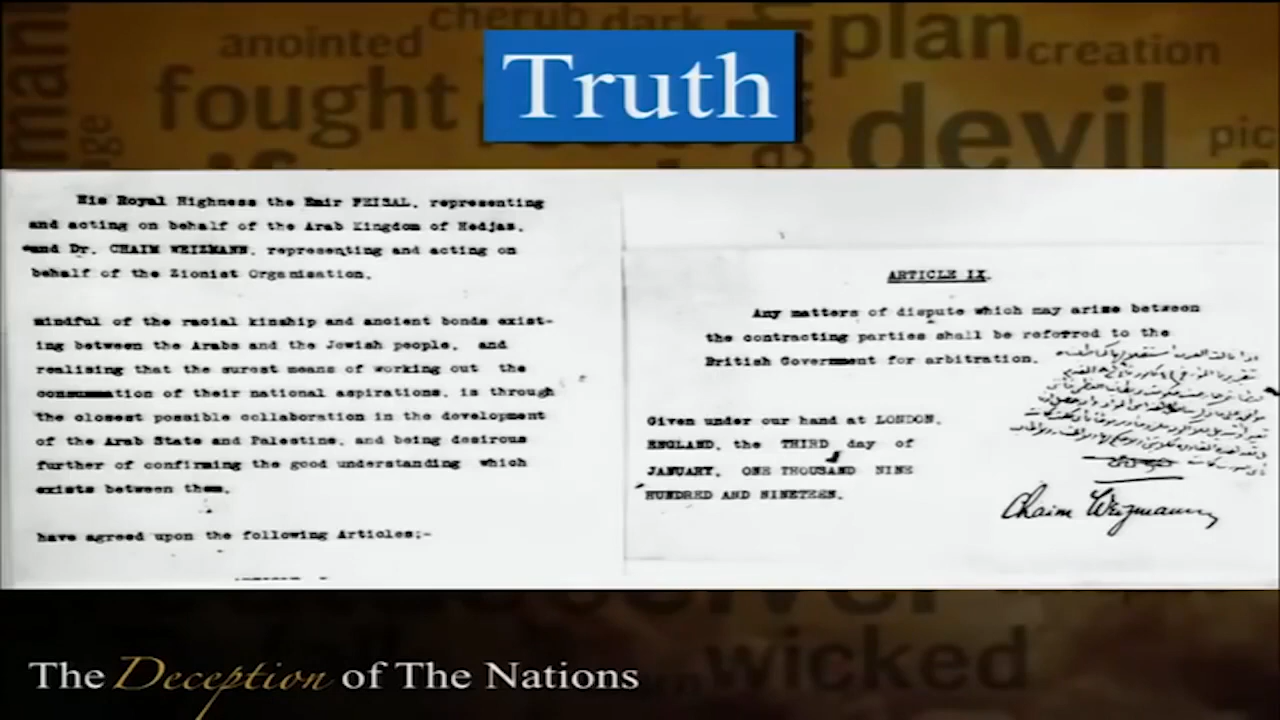 cherub dark
anointed
plan
creation
fought
devil
Truth
His Royal Highness the Emir FEISAL, representing
and acting on behalf of the Arab Kingdom of Hedjas,
and Dr. CHAIM WEIZMANN, representing and acting on
behalf of the Zionist Organisation,
mindful of the racial kinship and ancient bonds exist-
ing between the Arabs and the Jewish people, and
realising that the surest means of working out the
consummation of their national aspirations, is through
the closest possible collaboration in the development
of the Arab State and Palestine, and being desirous
further of confirming the good understanding which
exists between them,
have agreed upon the following Articles:-
ARTICLE IX.
Any matters of dispute which may arise between
the contracting parties shall be referred to the
British Government for arbitration.
Given under our hand at LONDON,
ENGLAND, the THIRD day of
JANUARY, ONE THOUSAND NINE
HUNDRED AND NINETEEN.
Chaim Weizmann
wicked
The Deception of The Nations